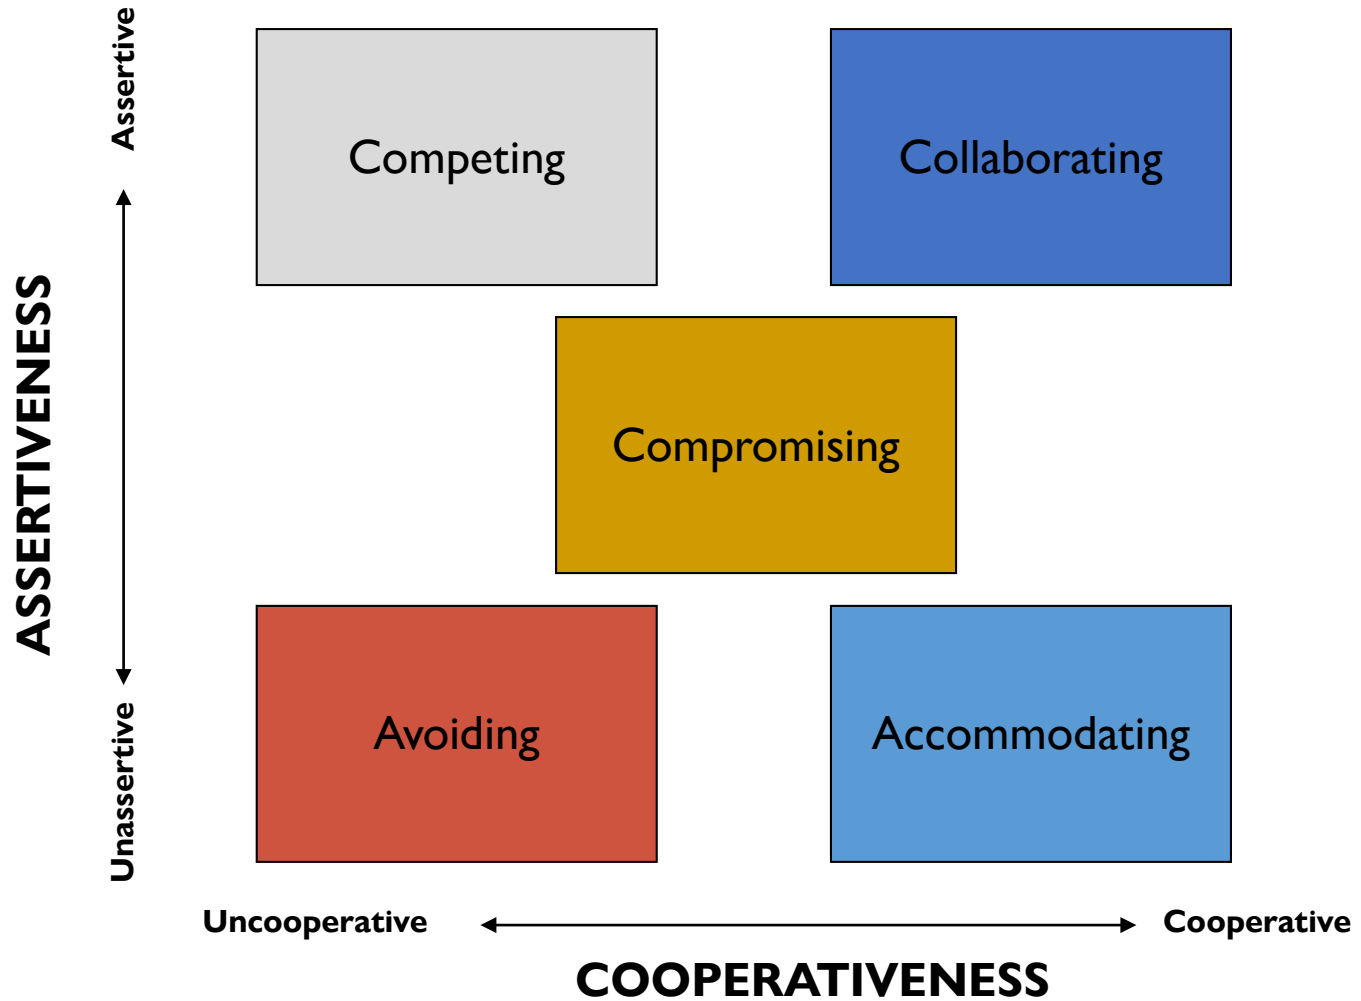 Assertive
Competing
Collaborating
ASSERTIVENESS
Compromising
Avoiding
Accommodating
Unassertive
Uncooperative
Cooperative
COOPERATIVENESS